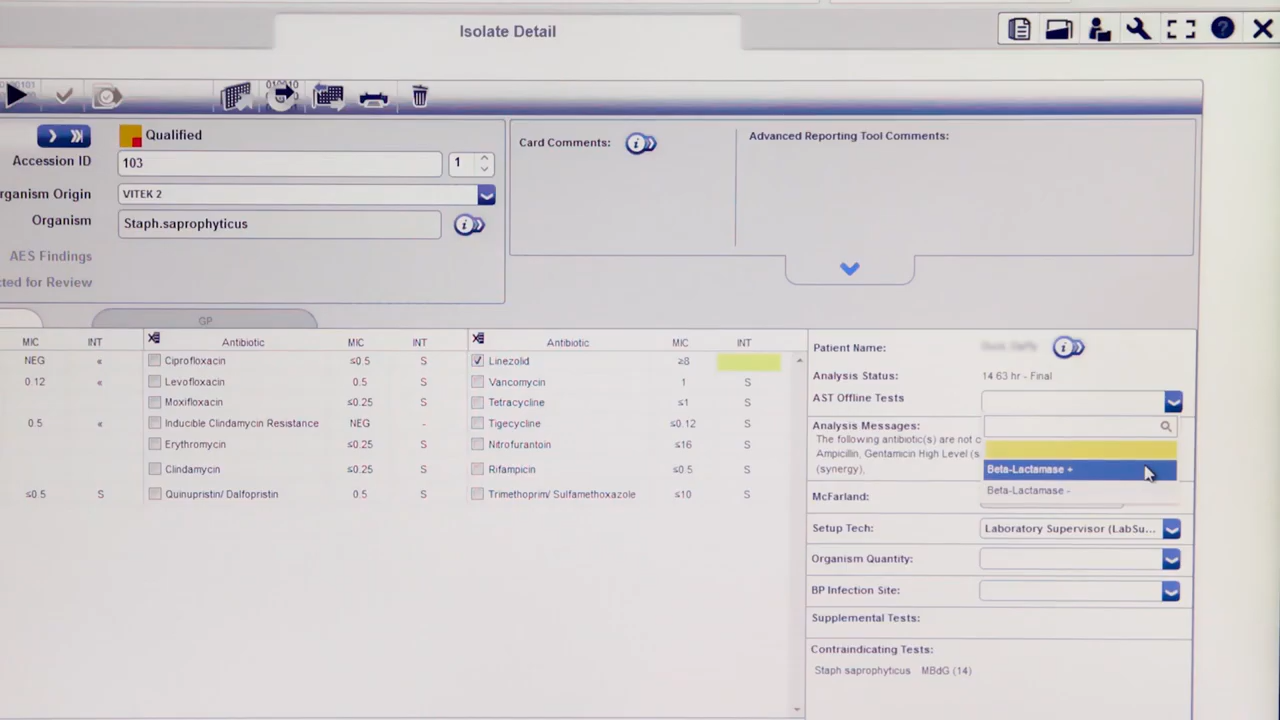 Isolate Detail
Qualified
Accession ID 103 1
rganism Origin VITEK 2
Organism Staph.saprophyticus
AES Findings
cted for Review
Card Comments:
Advanced Reporting Tool Comments:
GP
MIC INT Antibiotic MIC INT Antibiotic MIC INT
NEG « Ciprofloxacin ≤0.5 S Linezolid ≥8
0.12 « Levofloxacin 0.5 S Vancomycin 1 S
Moxifloxacin ≤0.25 S Tetracycline ≤1 S
0.5 « Inducible Clindamycin Resistance NEG - Tigecycline ≤0.12 S
Erythromycin ≤0.25 S Nitrofurantoin ≤16 S
Clindamycin ≤0.25 S Rifampicin ≤0.5 S
≤0.5 S Quinupristin/ Dalfopristin 0.5 S Trimethoprim/ Sulfamethoxazole ≤10 S
Patient Name:
Analysis Status: 14 63 hr - Final
AST Offline Tests
Analysis Messages:
The following antibiotic(s) are not c
Ampicillin, Gentamicin High Level (s
(synergy),
Beta-Lactamase +
Beta-Lactamase -
McFarland:
Setup Tech: Laboratory Supervisor (LabSu...
Organism Quantity:
BP Infection Site:
Supplemental Tests:
Contraindicating Tests:
Staph saprophyticus MBdG (14)